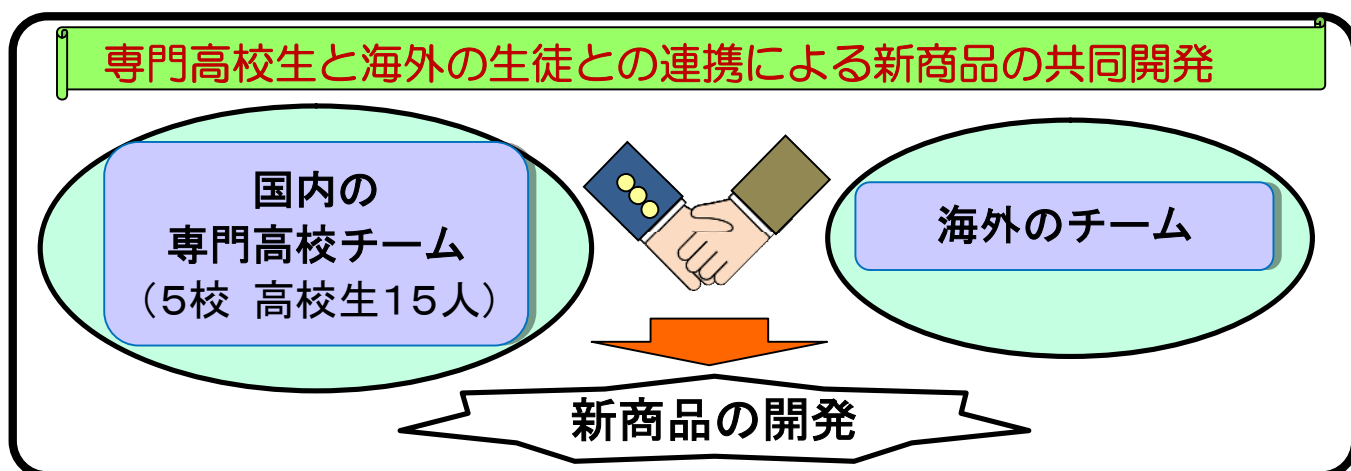 専門高校生と海外の生徒との連携による新商品の共同開発
国内の
専門高校チーム
（５校 高校生１５人）
海外のチーム
新商品の開発